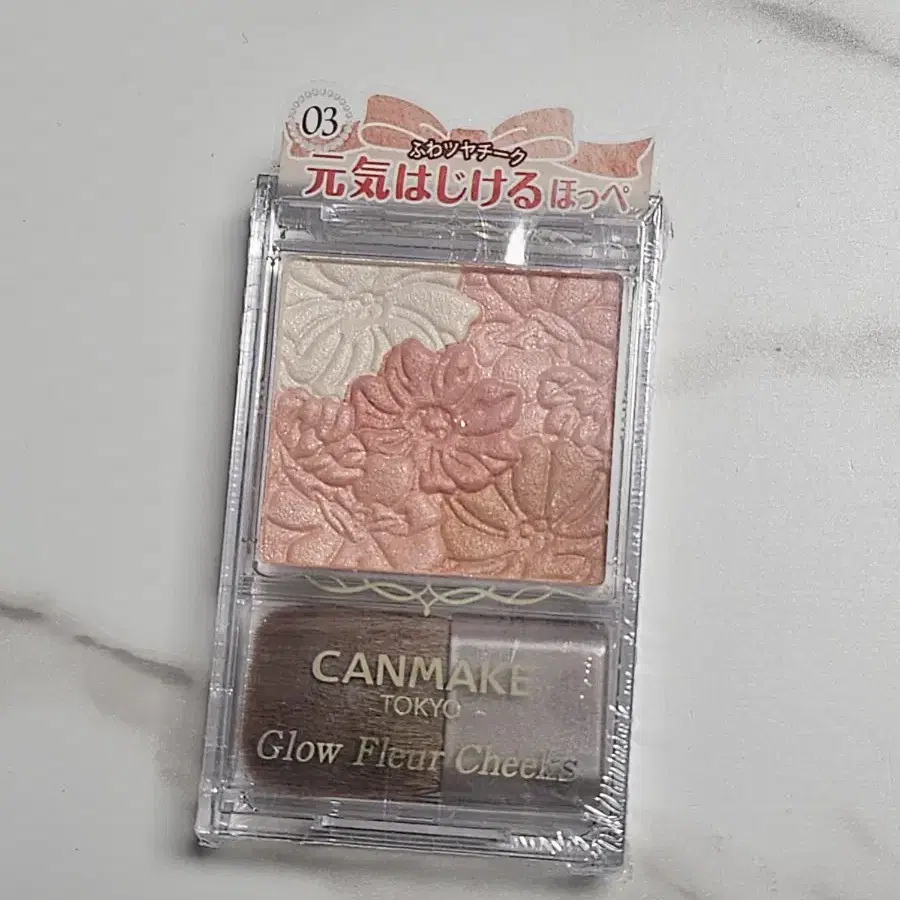 03
ふわツヤチーク
元気はじける ほっぺ
CANMAKE
TOKYO
Glow Fleur Cheeks